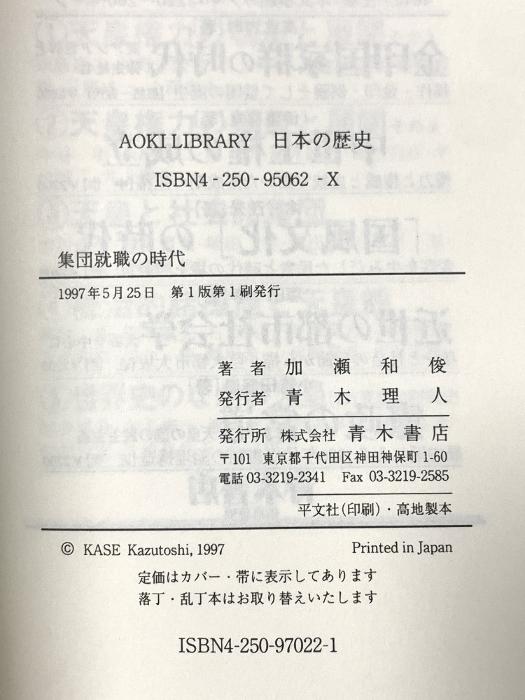 AOKI LIBRARY 日本の歴史
ISBN4-250-95062-X
集団就職の時代
1997年5月25日 第1版第1刷発行
著者 加瀬和俊
発行者 青木理人
発行所 株式会社 青木書店
〒101 東京都千代田区神田神保町1-60
電話03-3219-2341 Fax 03-3219-2585
平文社(印刷)・高地製本
© KASE Kazutoshi, 1997 Printed in Japan
定価はカバー・帯に表示してあります
落丁・乱丁本はお取り替えいたします
ISBN4-250-97022-1